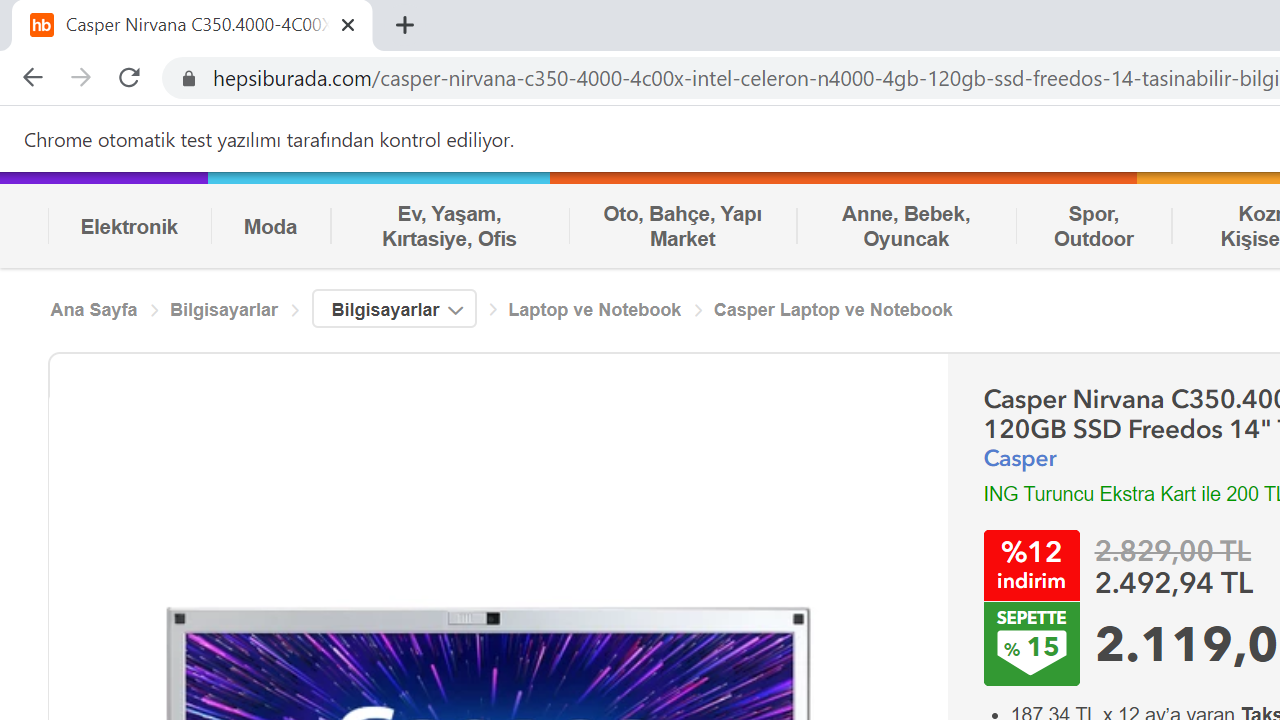 hb Casper Nirvana C350.4000-4C00X
hepsiburada.com/casper-nirvana-c350-4000-4c00x-intel-celeron-n4000-4gb-120gb-ssd-freedos-14-tasinabilir-bilgi
Chrome otomatik test yazılımı tarafından kontrol ediliyor.
Elektronik
Moda
Ev, Yaşam,
Kırtasiye, Ofis
Oto, Bahçe, Yapı
Market
Anne, Bebek,
Oyuncak
Spor,
Outdoor
Koz
Kişise
Ana Sayfa Bilgisayarlar Bilgisayarlar Laptop ve Notebook Casper Laptop ve Notebook
Casper Nirvana C350.400
120GB SSD Freedos 14"
Casper
ING Turuncu Ekstra Kart ile 200 TL
%12
indirim
2.829,00 TL
2.492,94 TL
SEPETTE
% 15
2.119,0
187,34 TL x 12 ay'a varan Taks